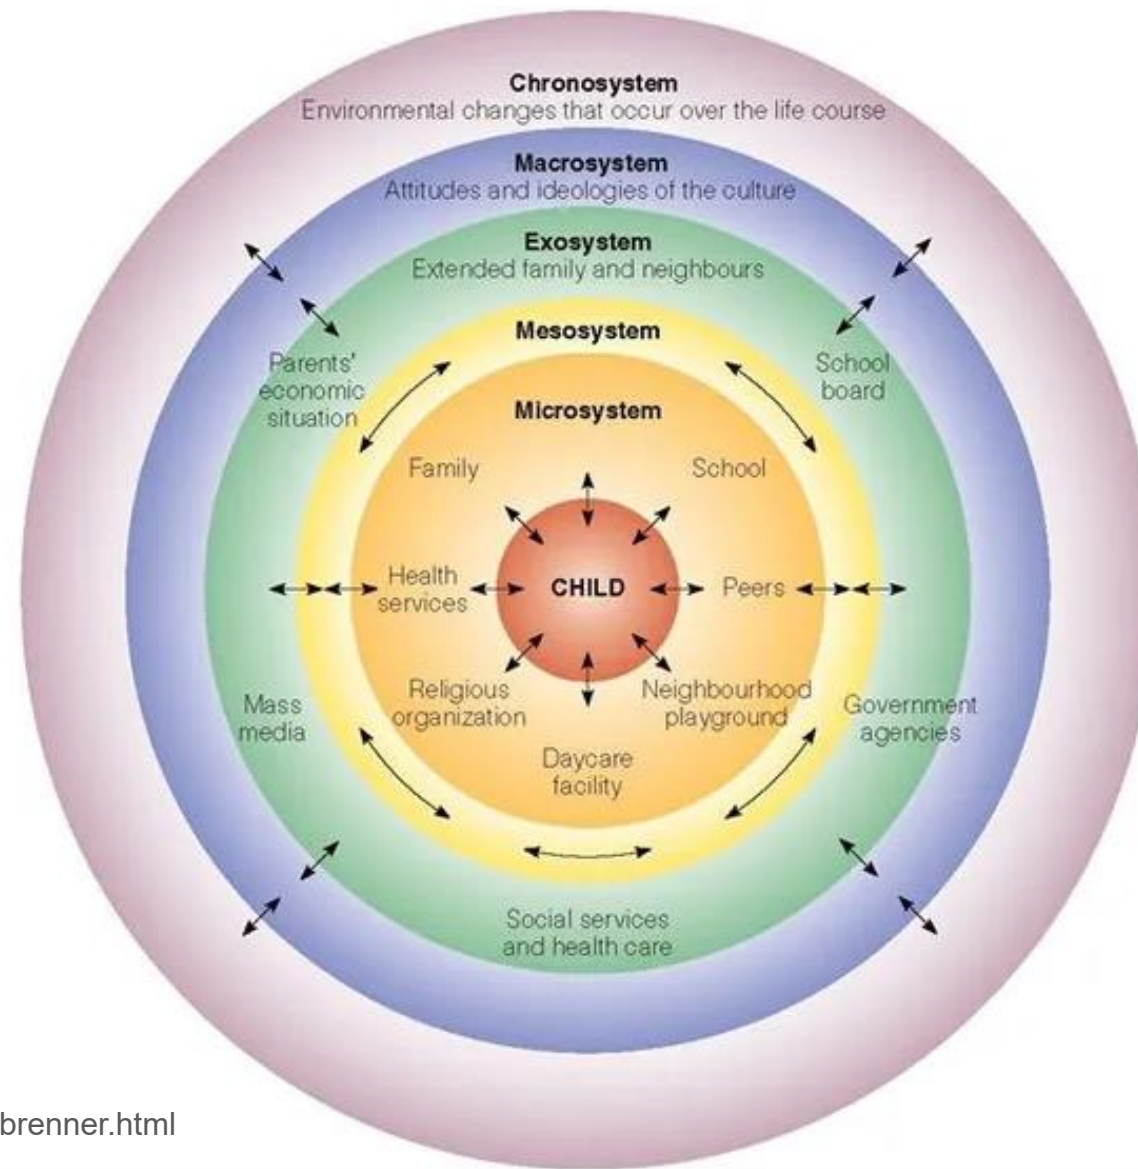 Chronosystem
Environmental changes that occur over the life course
Macrosystem
Attitudes and ideologies of the culture
Exosystem
Extended family and neighbours
Mesosystem
Parents'
economic
situation
School
board
Microsystem
Family
School
Health
services
CHILD
Peers
Religious
organization
Neighbourhood
playground
Mass
media
Government
agencies
Daycare
facility
Social services
and health care
brenner.html